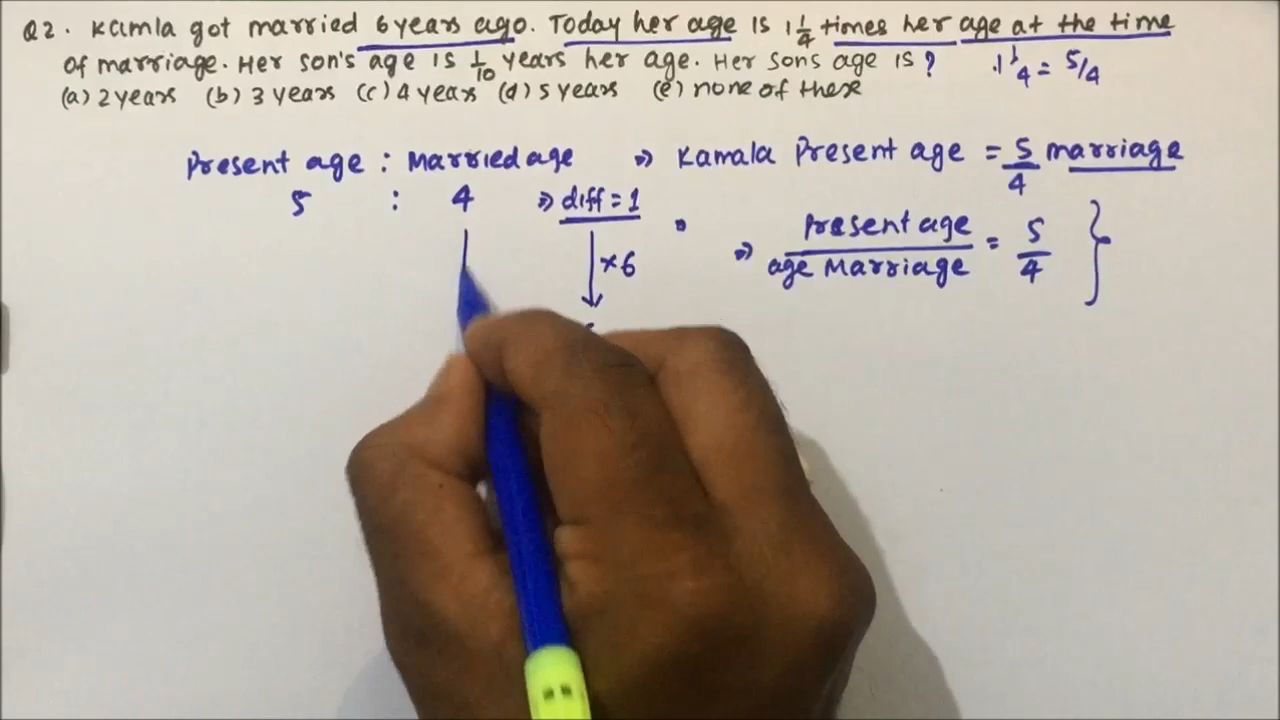 Q2. Kamla got married 6 years ago. Today her age is 1 1/4 times her age at the time
of marriage. Her son's age is 1/10 years her age. Her sons age is ? 1 1/4 = 5/4
(a) 2 years (b) 3 years (c) 4 years (d) 5 years (e) none of these
Present age : Married age ⇒ Kamala Present age = 5/4 marriage
5 : 4 ⇒ diff = 1
×6
⇒ Present age / age Marriage = 5/4 }